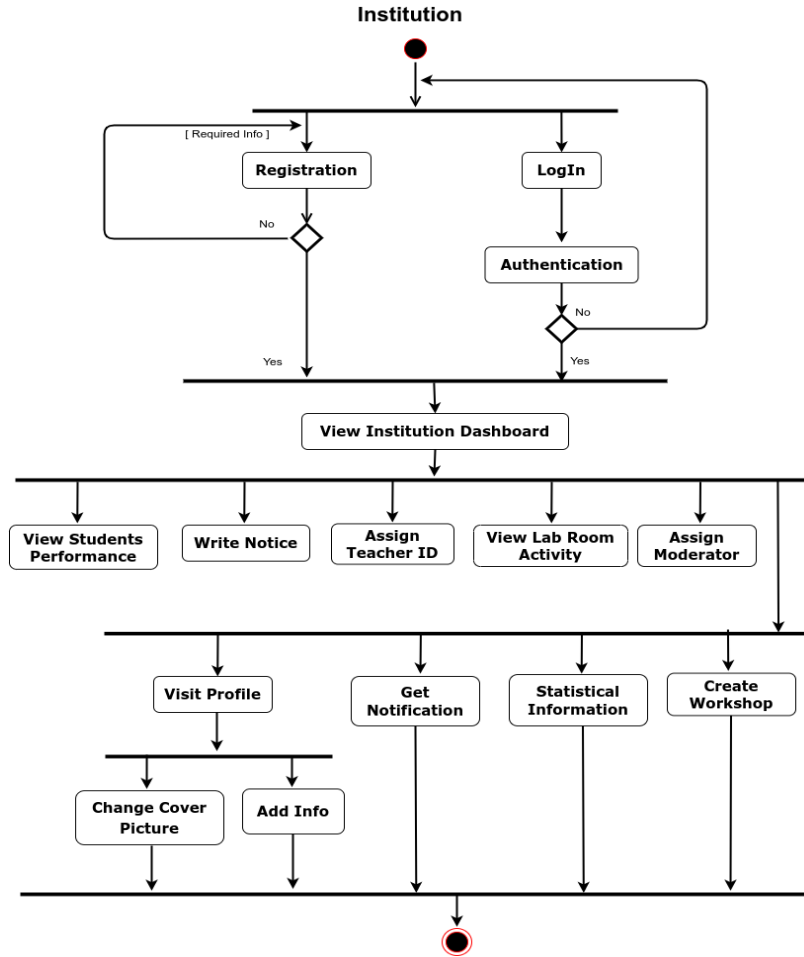 Institution
[ Required Info ]
Registration
LogIn
No
Authentication
No
Yes
Yes
View Institution Dashboard
View Students
Performance
Write Notice
Assign
Teacher ID
View Lab Room
Activity
Assign
Moderator
Visit Profile
Get
Notification
Statistical
Information
Create
Workshop
Change Cover
Picture
Add Info